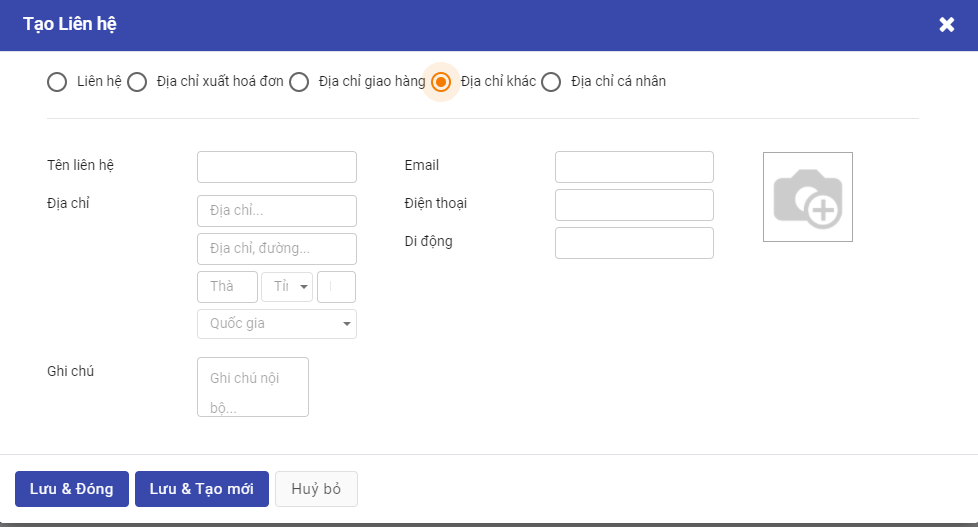 Tạo Liên hệ
Liên hệ Địa chỉ xuất hoá đơn Địa chỉ giao hàng Địa chỉ khác Địa chỉ cá nhân
Tên liên hệ Email
Địa chỉ Địa chỉ... Điện thoại
Địa chỉ, đường... Di động
Thà Tỉr
Quốc gia
Ghi chú Ghi chú nội
bộ...
Lưu & Đóng Lưu & Tạo mới Huỷ bỏ